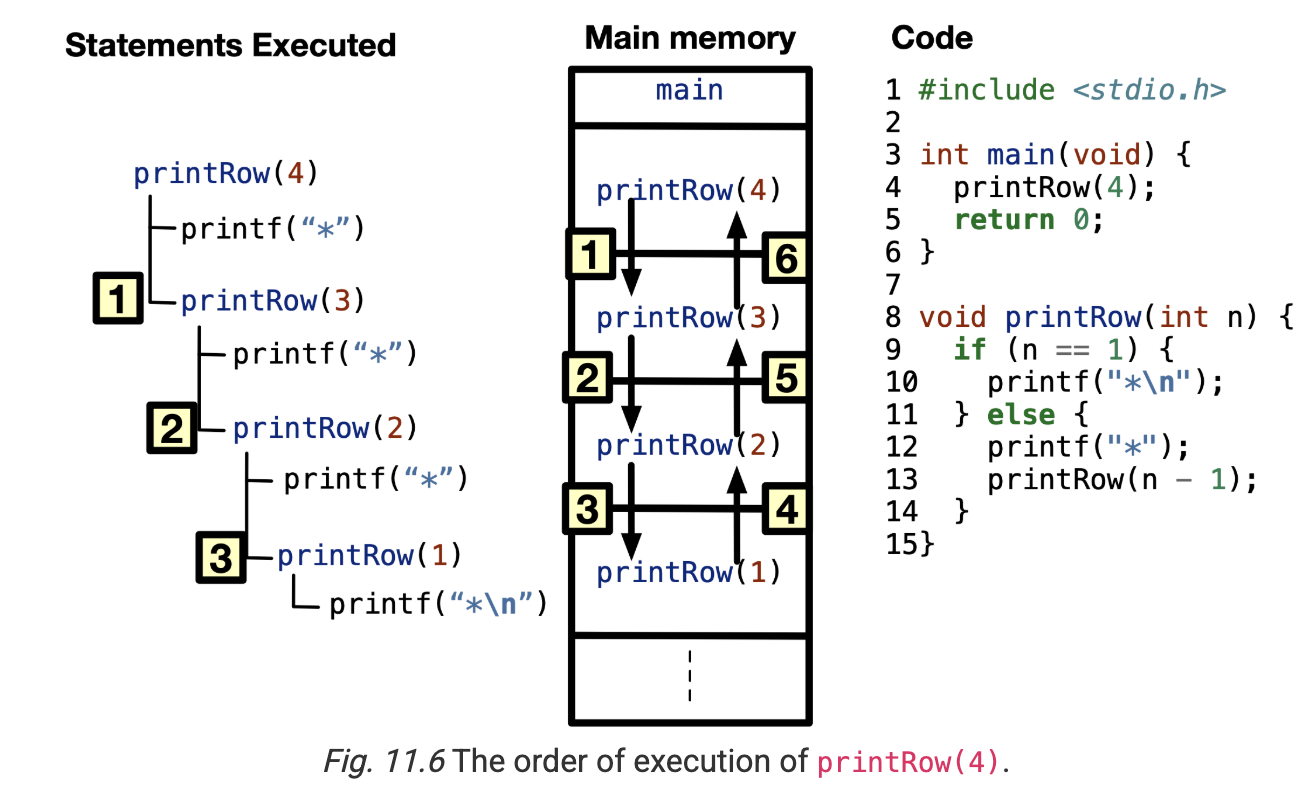 Statements Executed
printRow(4)
printf(“*”)
1
printRow(3)
printf(“*”)
2
printRow(2)
printf(“*”)
3
printRow(1)
printf(“*\n”)
Main memory
main
printRow(4)
1 6
printRow(3)
2 5
printRow(2)
3 4
printRow(1)
Code
1 #include <stdio.h>
2
3 int main(void) {
4   printRow(4);
5   return 0;
6 }
7
8 void printRow(int n) {
9   if (n == 1) {
10    printf("*\n");
11  } else {
12    printf("*");
13    printRow(n - 1);
14  }
15}
Fig. 11.6 The order of execution of printRow(4).